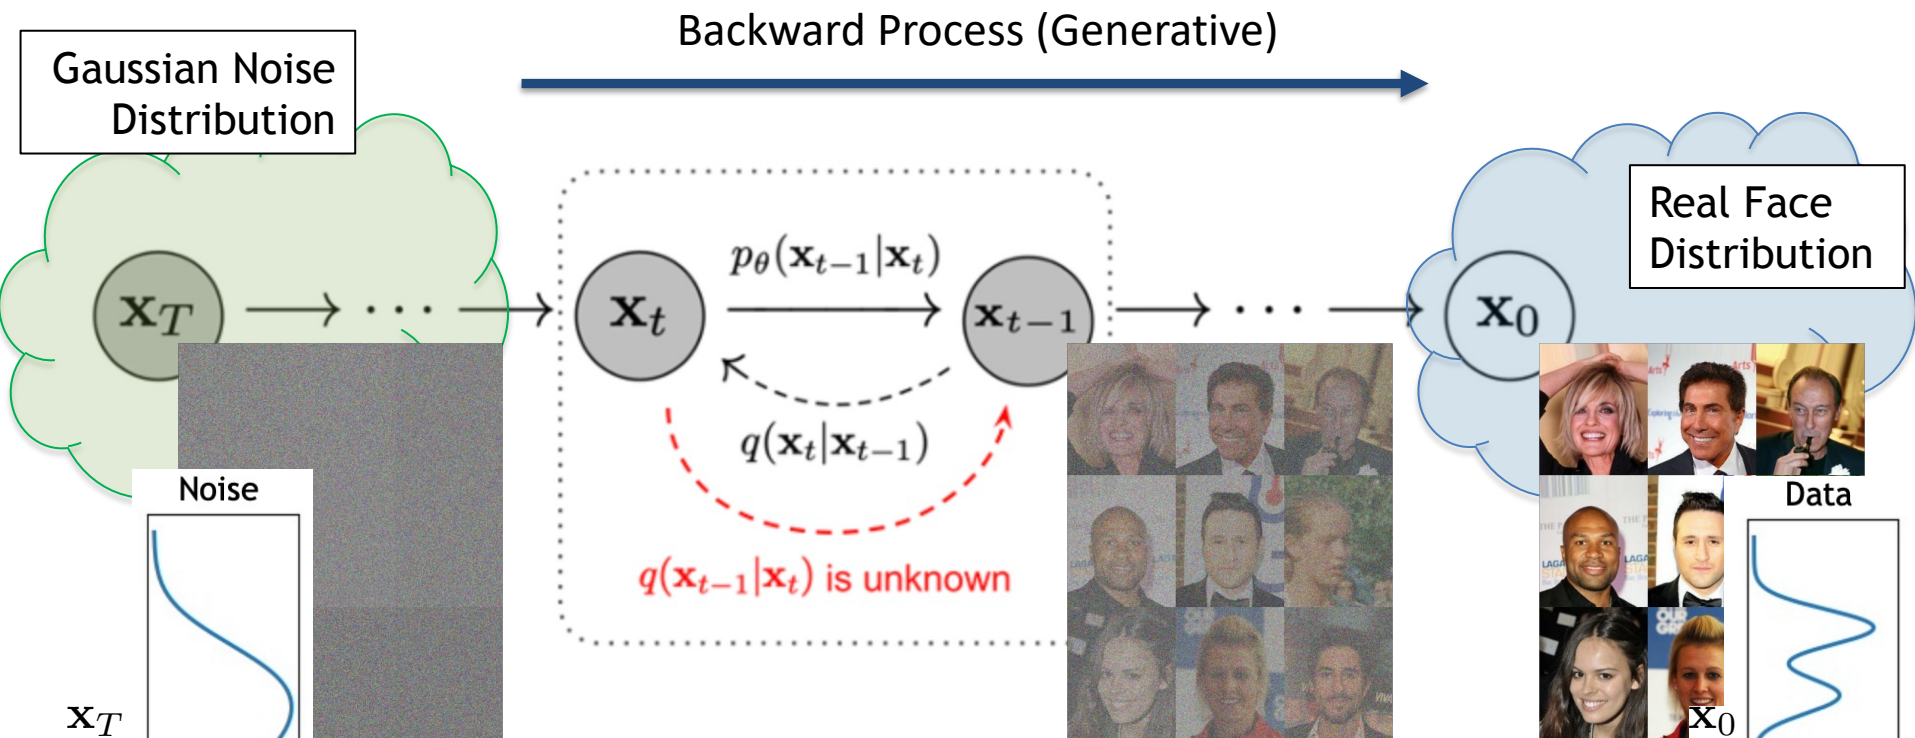 Backward Process (Generative)
Gaussian Noise
Distribution
Real Face
Distribution
𝐱_T
· · ·
𝐱_t
p_θ(𝐱_{t−1}|𝐱_t)
𝐱_{t−1}
· · ·
𝐱_0
q(𝐱_t|𝐱_{t−1})
q(𝐱_{t−1}|𝐱_t) is unknown
Noise
Data
𝐱_T
𝐱_0